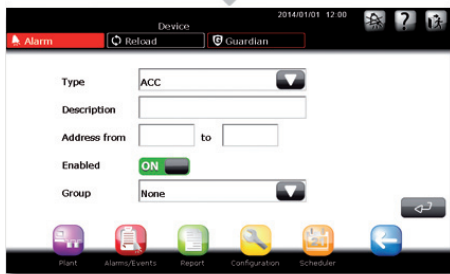 2014/01/01 12:00
Device
?
Alarm
Reload
Guardian
Type
ACC
Description
Address from
to
Enabled
ON
Group
None
Plant
Alarms/Events
Report
Configuration
Scheduler